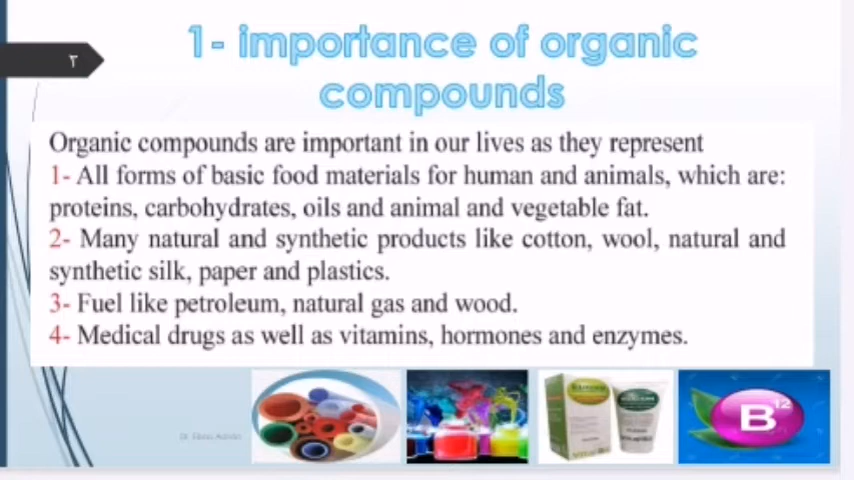 1- importance of organic
compounds
٣
Organic compounds are important in our lives as they represent
1- All forms of basic food materials for human and animals, which are:
proteins, carbohydrates, oils and animal and vegetable fat.
2- Many natural and synthetic products like cotton, wool, natural and
synthetic silk, paper and plastics.
3- Fuel like petroleum, natural gas and wood.
4- Medical drugs as well as vitamins, hormones and enzymes.
B12